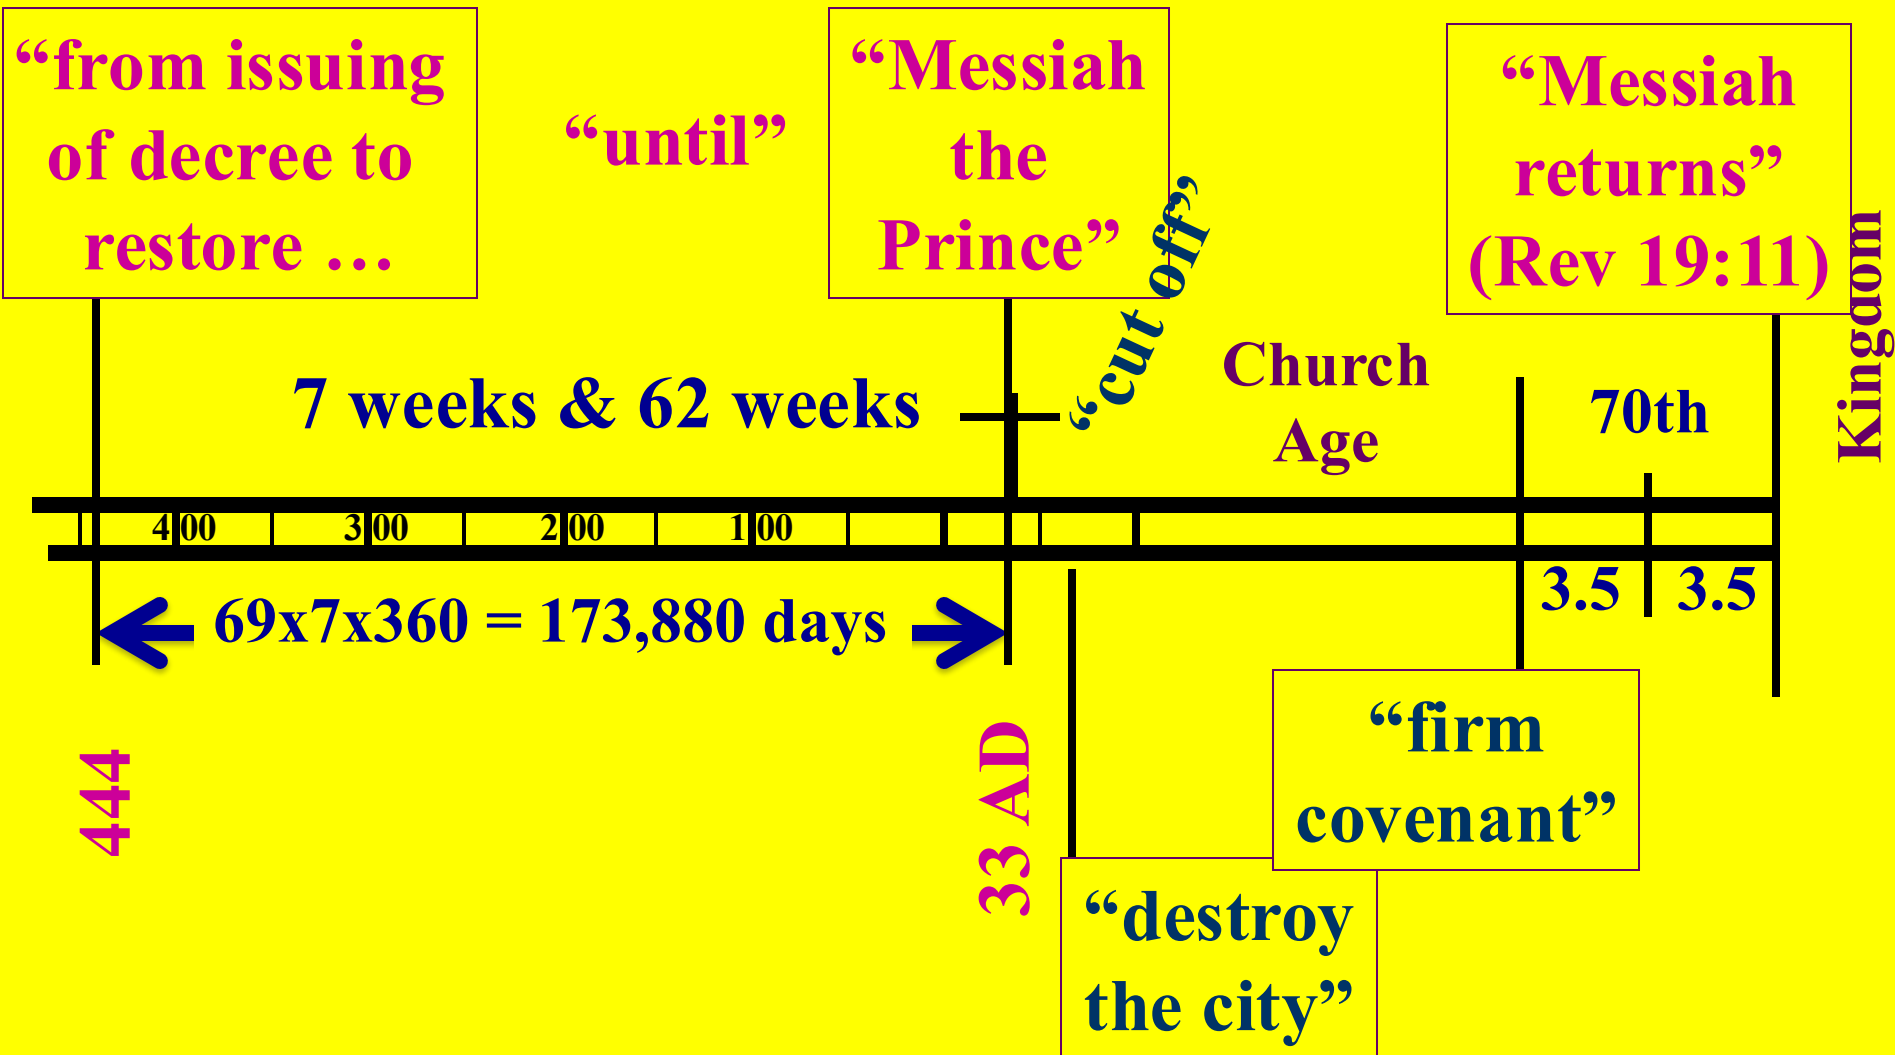 “from issuing
of decree to
restore …
“until”
“Messiah
the
Prince”
“cut off”
“Messiah
returns”
(Rev 19:11)
Kingdom
7 weeks & 62 weeks
Church
Age
70th
400
300
200
100
69x7x360 = 173,880 days
3.5
3.5
444
33 AD
“firm
covenant”
“destroy
the city”